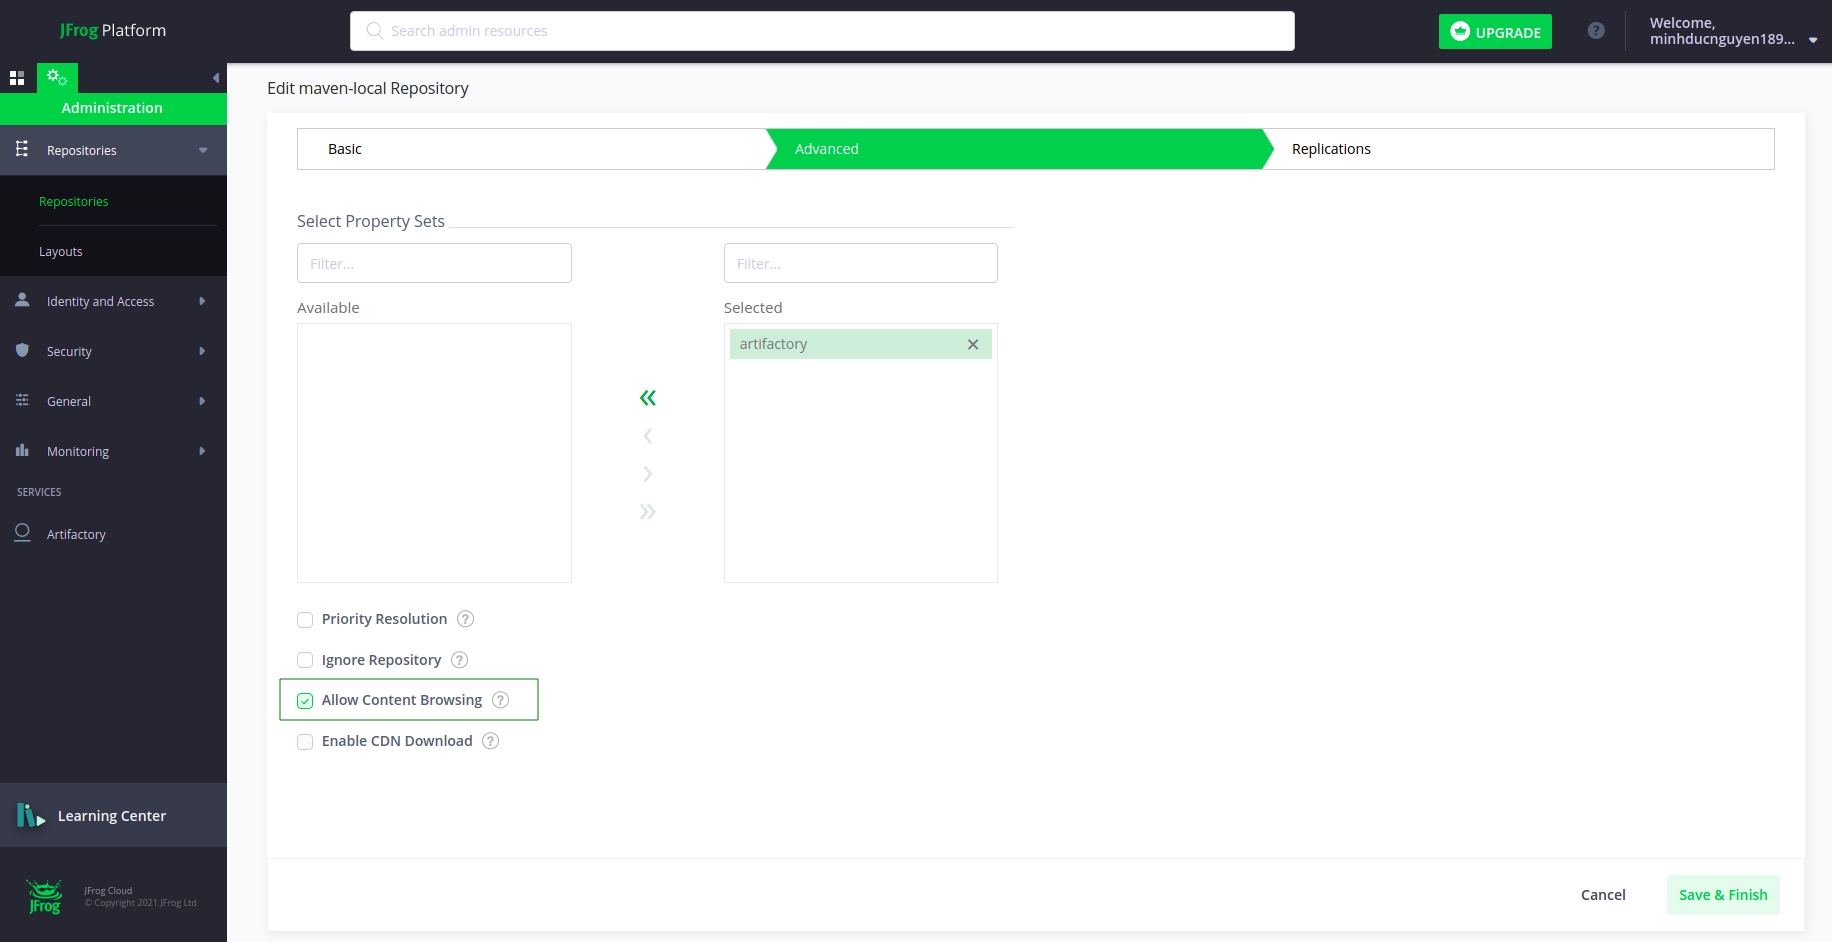 JFrog Platform
Search admin resources
UPGRADE
?
Welcome,
minhducnguyen189...
Administration
Repositories
Repositories
Layouts
Identity and Access
Security
General
Monitoring
SERVICES
Artifactory
Learning Center
JFrog
JFrog Cloud
© Copyright 2021 JFrog Ltd
Edit maven-local Repository
Basic
Advanced
Replications
Select Property Sets
Filter...
Filter...
Available
Selected
artifactory
Priority Resolution ?
Ignore Repository ?
Allow Content Browsing ?
Enable CDN Download ?
Cancel
Save & Finish